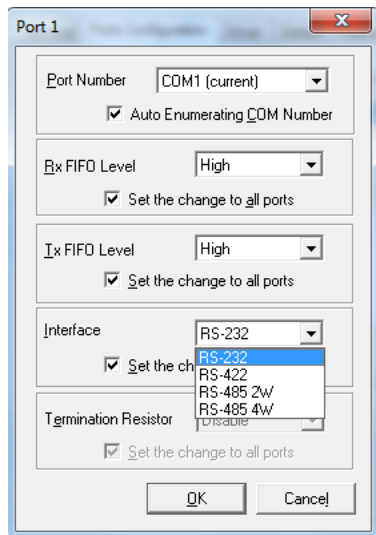 Port 1
Port Number COM1 (current)
Auto Enumerating COM Number
Rx FIFO Level High
Set the change to all ports
Tx FIFO Level High
Set the change to all ports
Interface RS-232
Set the ch
RS-232
RS-422
RS-485 2W
RS-485 4W
Termination Resistor Disable
Set the change to all ports
OK Cancel